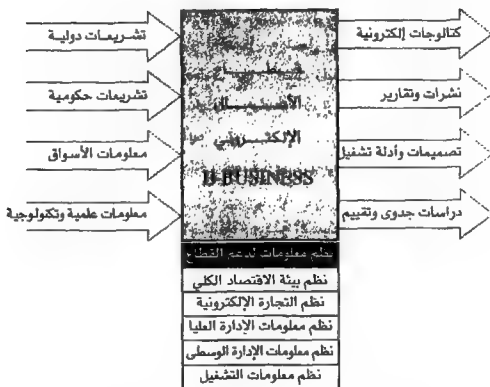 تشريعات دولية
تشريعات حكومية
معلومات الأسواق
معلومات علمية وتكنولوجية
الأعمال
الإلكتروني
BUSINESS
كتالوجات إلكترونية
نشرات وتقارير
تصميمات وأدلة تشغيل
دراسات جدوى وتقييم
نظم معلومات لدعم القطاع
نظم بيئة الاقتصاد الكلي
نظم التجارة الإلكترونية
نظم معلومات الإدارة العليا
نظم معلومات الإدارة الوسطى
نظم معلومات التشغيل